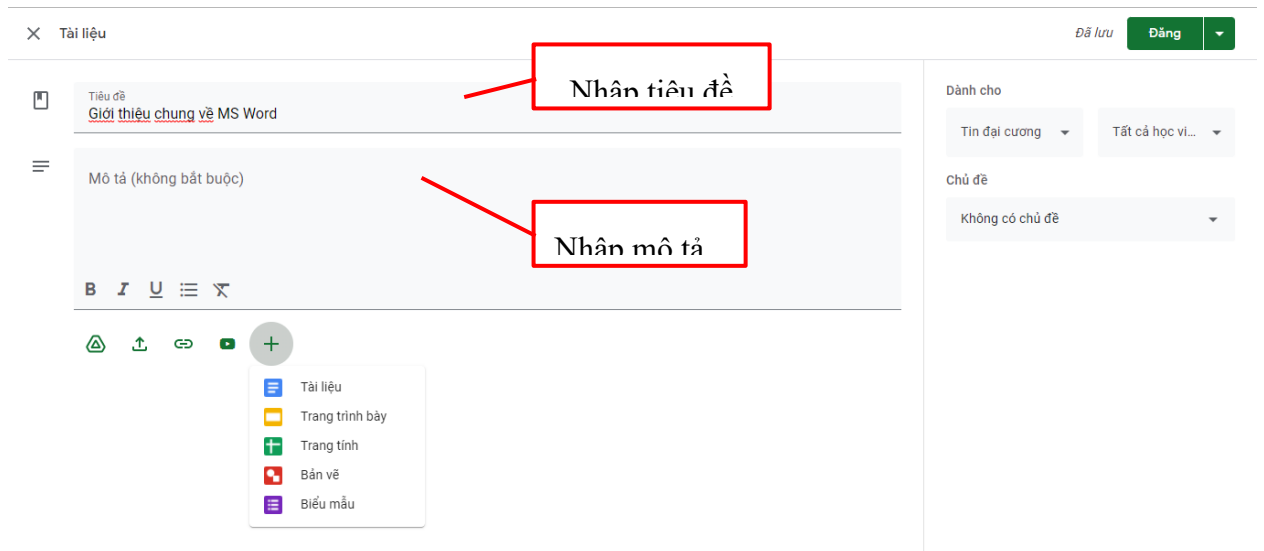 Tài liệu
Đã lưu
Đăng
Nhập tiêu đề
Tiêu đề
Giới thiệu chung về MS Word
Dành cho
Tin đại cương
Tất cả học vi...
Mô tả (không bắt buộc)
Chủ đề
Không có chủ đề
Nhập mô tả
B I U
Tài liệu
Trang trình bày
Trang tính
Bản vẽ
Biểu mẫu